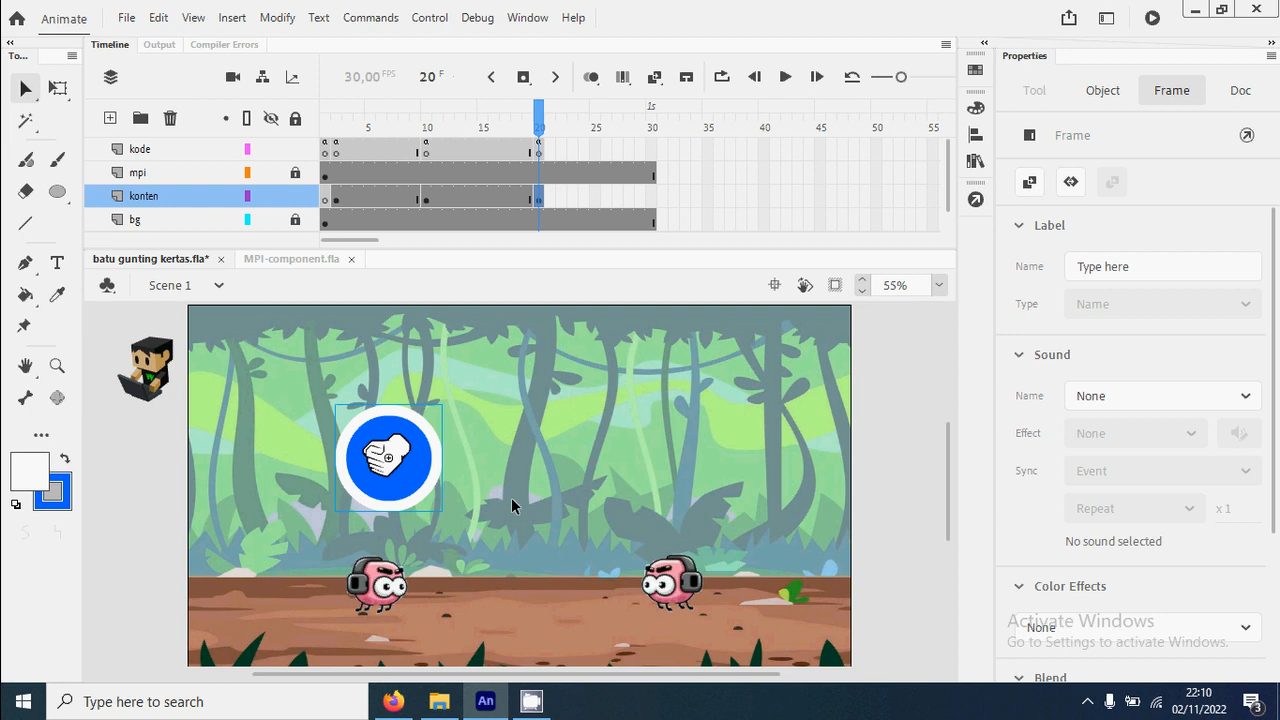 Animate
File Edit View Insert Modify Text Commands Control Debug Window Help
Timeline Output Compiler Errors
30,00 FPS 20 F
1s
5 10 15 20 25 30 35 40 45 50 55
kode
mpi
konten
bg
batu gunting kertas.fla* × MPI-component.fla ×
Scene 1
55%
To...
Properties
Tool Object Frame Doc
Frame
Label
Name Type here
Type Name
Sound
Name None
Effect None
Sync Event
Repeat x 1
No sound selected
Color Effects
None
Activate Windows
Go to Settings to activate Windows.
Blend
Type here to search
An
22:10
02/11/2022
3